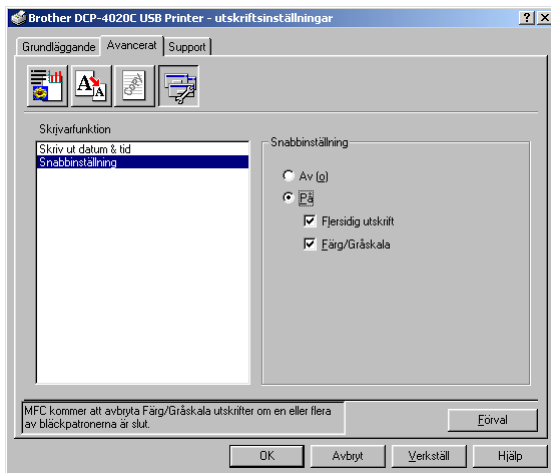 Brother DCP-4020C USB Printer - utskriftsinställningar
Grundläggande Avancerat Support
Copy
Skrivarfunktion
Skriv ut datum & tid
Snabbinställning
Snabbinställning
Av (o)
På
Flersidig utskrift
Färg/Gråskala
MFC kommer att avbryta Färg/Gråskala utskrifter om en eller flera
av bläckpatronerna är slut.
Förval
OK Avbryt Verkställ Hjälp